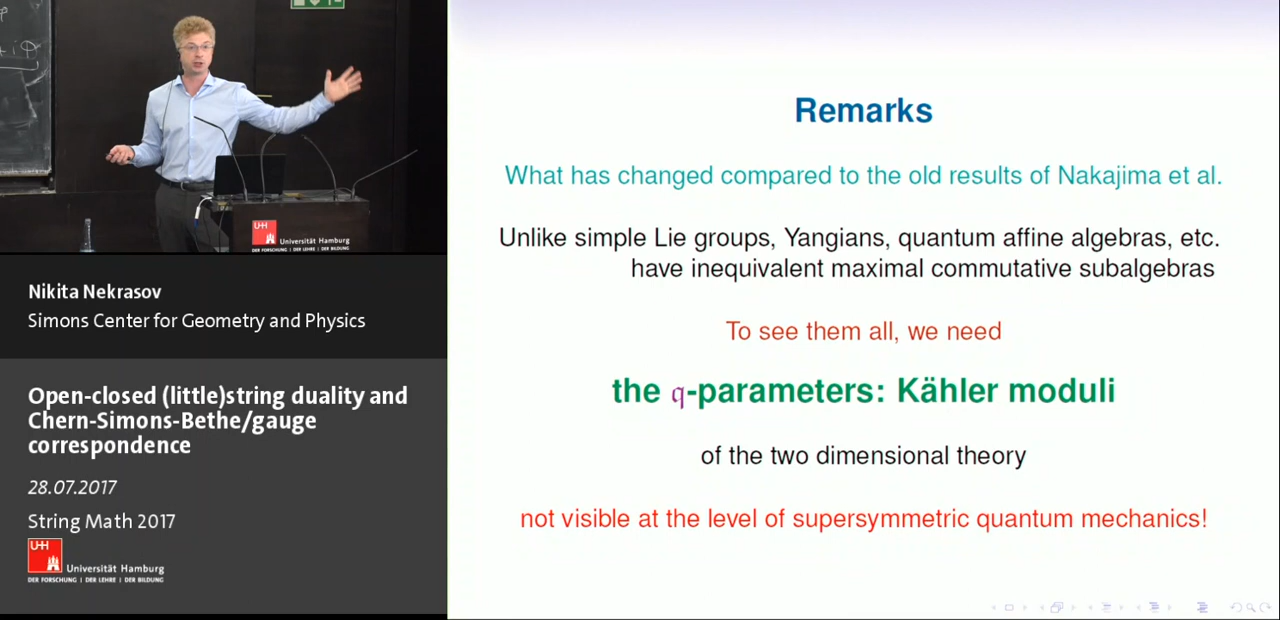 Nikita Nekrasov
Simons Center for Geometry and Physics
Open-closed (little)string duality and
Chern-Simons-Bethe/gauge
correspondence
28.07.2017
String Math 2017
UH
Universität Hamburg
DER FORSCHUNG | DER LEHRE | DER BILDUNG
UH
Universität Hamburg
DER FORSCHUNG | DER LEHRE | DER BILDUNG
Remarks
What has changed compared to the old results of Nakajima et al.
Unlike simple Lie groups, Yangians, quantum affine algebras, etc.
have inequivalent maximal commutative subalgebras
To see them all, we need
the 𝔮-parameters: Kähler moduli
of the two dimensional theory
not visible at the level of supersymmetric quantum mechanics!